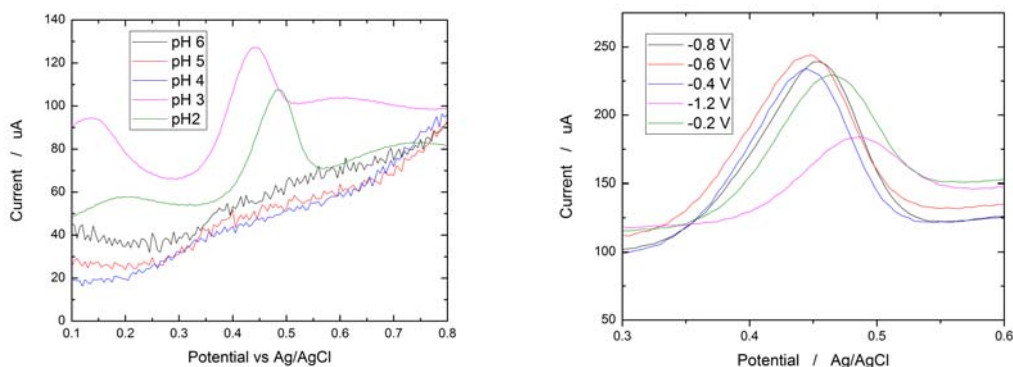 140
120
100
80
60
40
20
0
pH 6
pH 5
pH 4
pH 3
pH2
Current / uA
0.1 0.2 0.3 0.4 0.5 0.6 0.7 0.8
Potential vs Ag/AgCl
250
200
150
100
50
-0.8 V
-0.6 V
-0.4 V
-1.2 V
-0.2 V
Current / uA
0.3 0.4 0.5 0.6
Potential / Ag/AgCl